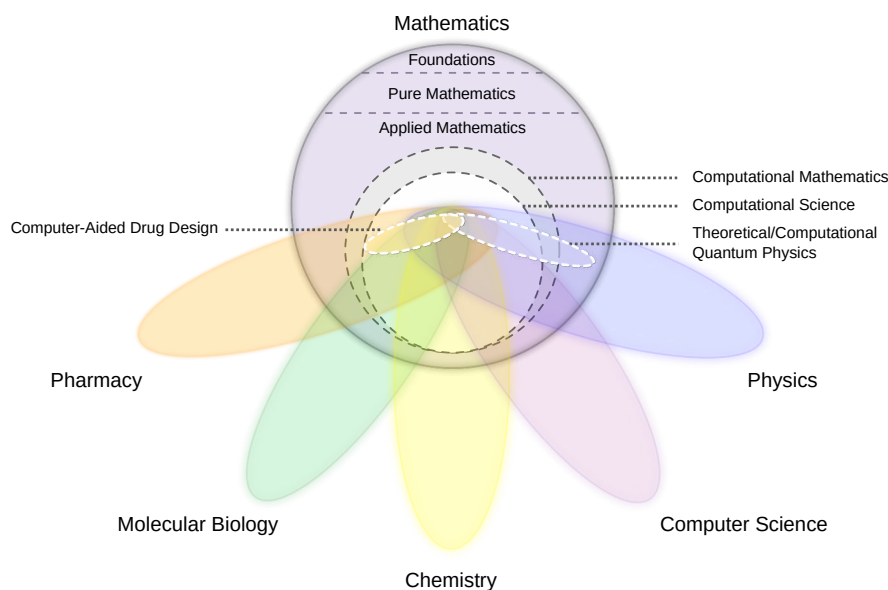 Mathematics
Foundations
Pure Mathematics
Applied Mathematics
Computational Mathematics
Computational Science
Computer-Aided Drug Design
Theoretical/Computational
Quantum Physics
Pharmacy
Physics
Molecular Biology
Computer Science
Chemistry